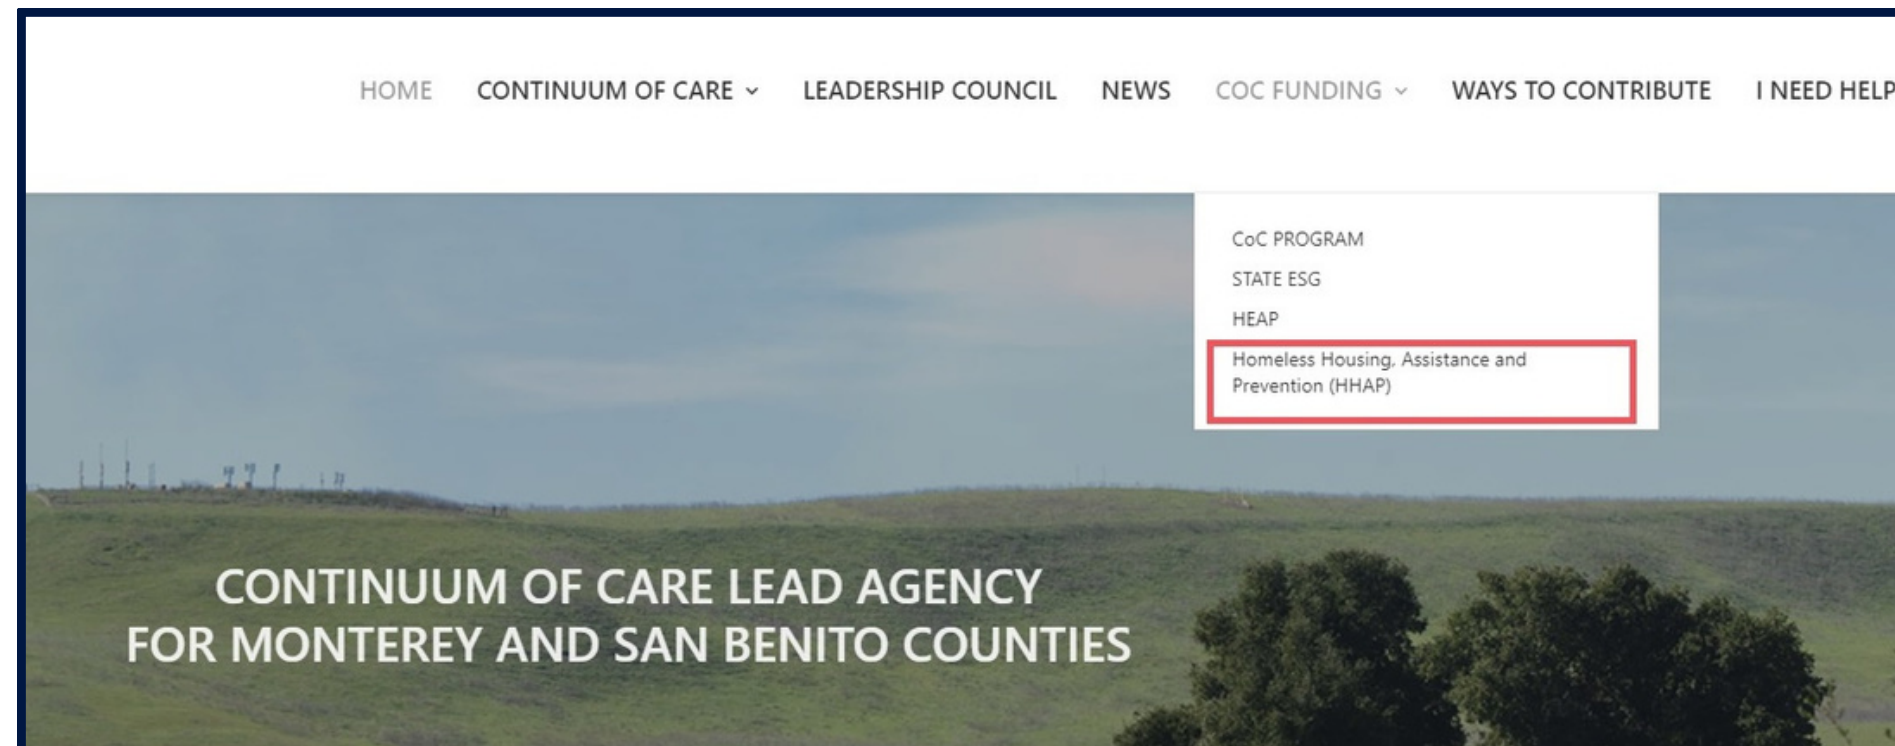 HOME CONTINUUM OF CARE LEADERSHIP COUNCIL NEWS COC FUNDING WAYS TO CONTRIBUTE I NEED HELP
CoC PROGRAM
STATE ESG
HEAP
Homeless Housing, Assistance and
Prevention (HHAP)
CONTINUUM OF CARE LEAD AGENCY
FOR MONTEREY AND SAN BENITO COUNTIES